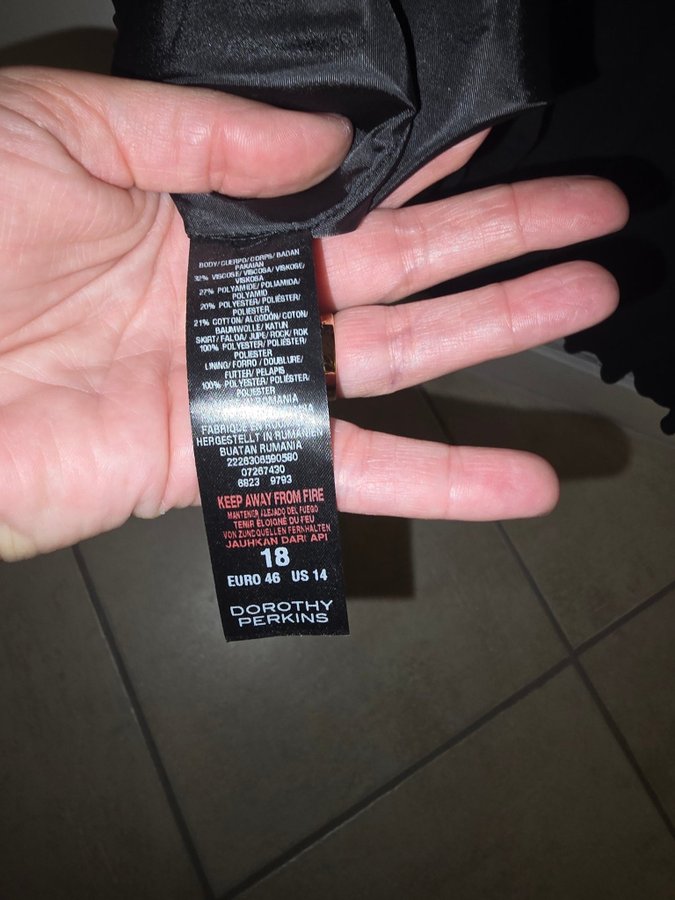 BODY/CUERPO/CORPS/BADAN
PAKAIAN
32% VISCOSE/ VISCOSA/ VISKOSE/
VISKOSA
27% POLYAMIDE/POLIAMIDA/
POLYAMID
20% POLYESTER/POLIÉSTER/
POLIESTER
21% COTTON/ALGODÓN/COTON/
BAUMWOLLE/ KATUN
SKIRT/ FALDA/ JUPE/ ROCK/ ROK
100% POLYESTER/POLIÉSTER/
POLIESTER
LINING/ FORRO / DOUBLURE/
FUTTER/ PELAPIS
100% POLYESTER/ POLIÉSTER/
POLIESTER
ROMANIA
FABRIQUÉ EN
HERGESTELLT IN RUMÄNIEN
BUATAN RUMANIA
2228306590580
07267430
6823 9793
KEEP AWAY FROM FIRE
MANTENER ALEJADO DEL FUEGO
TENIR ÉLOIGNÉ DU FEU
VON ZUNDQUELLEN FERNHALTEN
JAUHKAN DARI API
18
EURO 46 US 14
DOROTHY
PERKINS